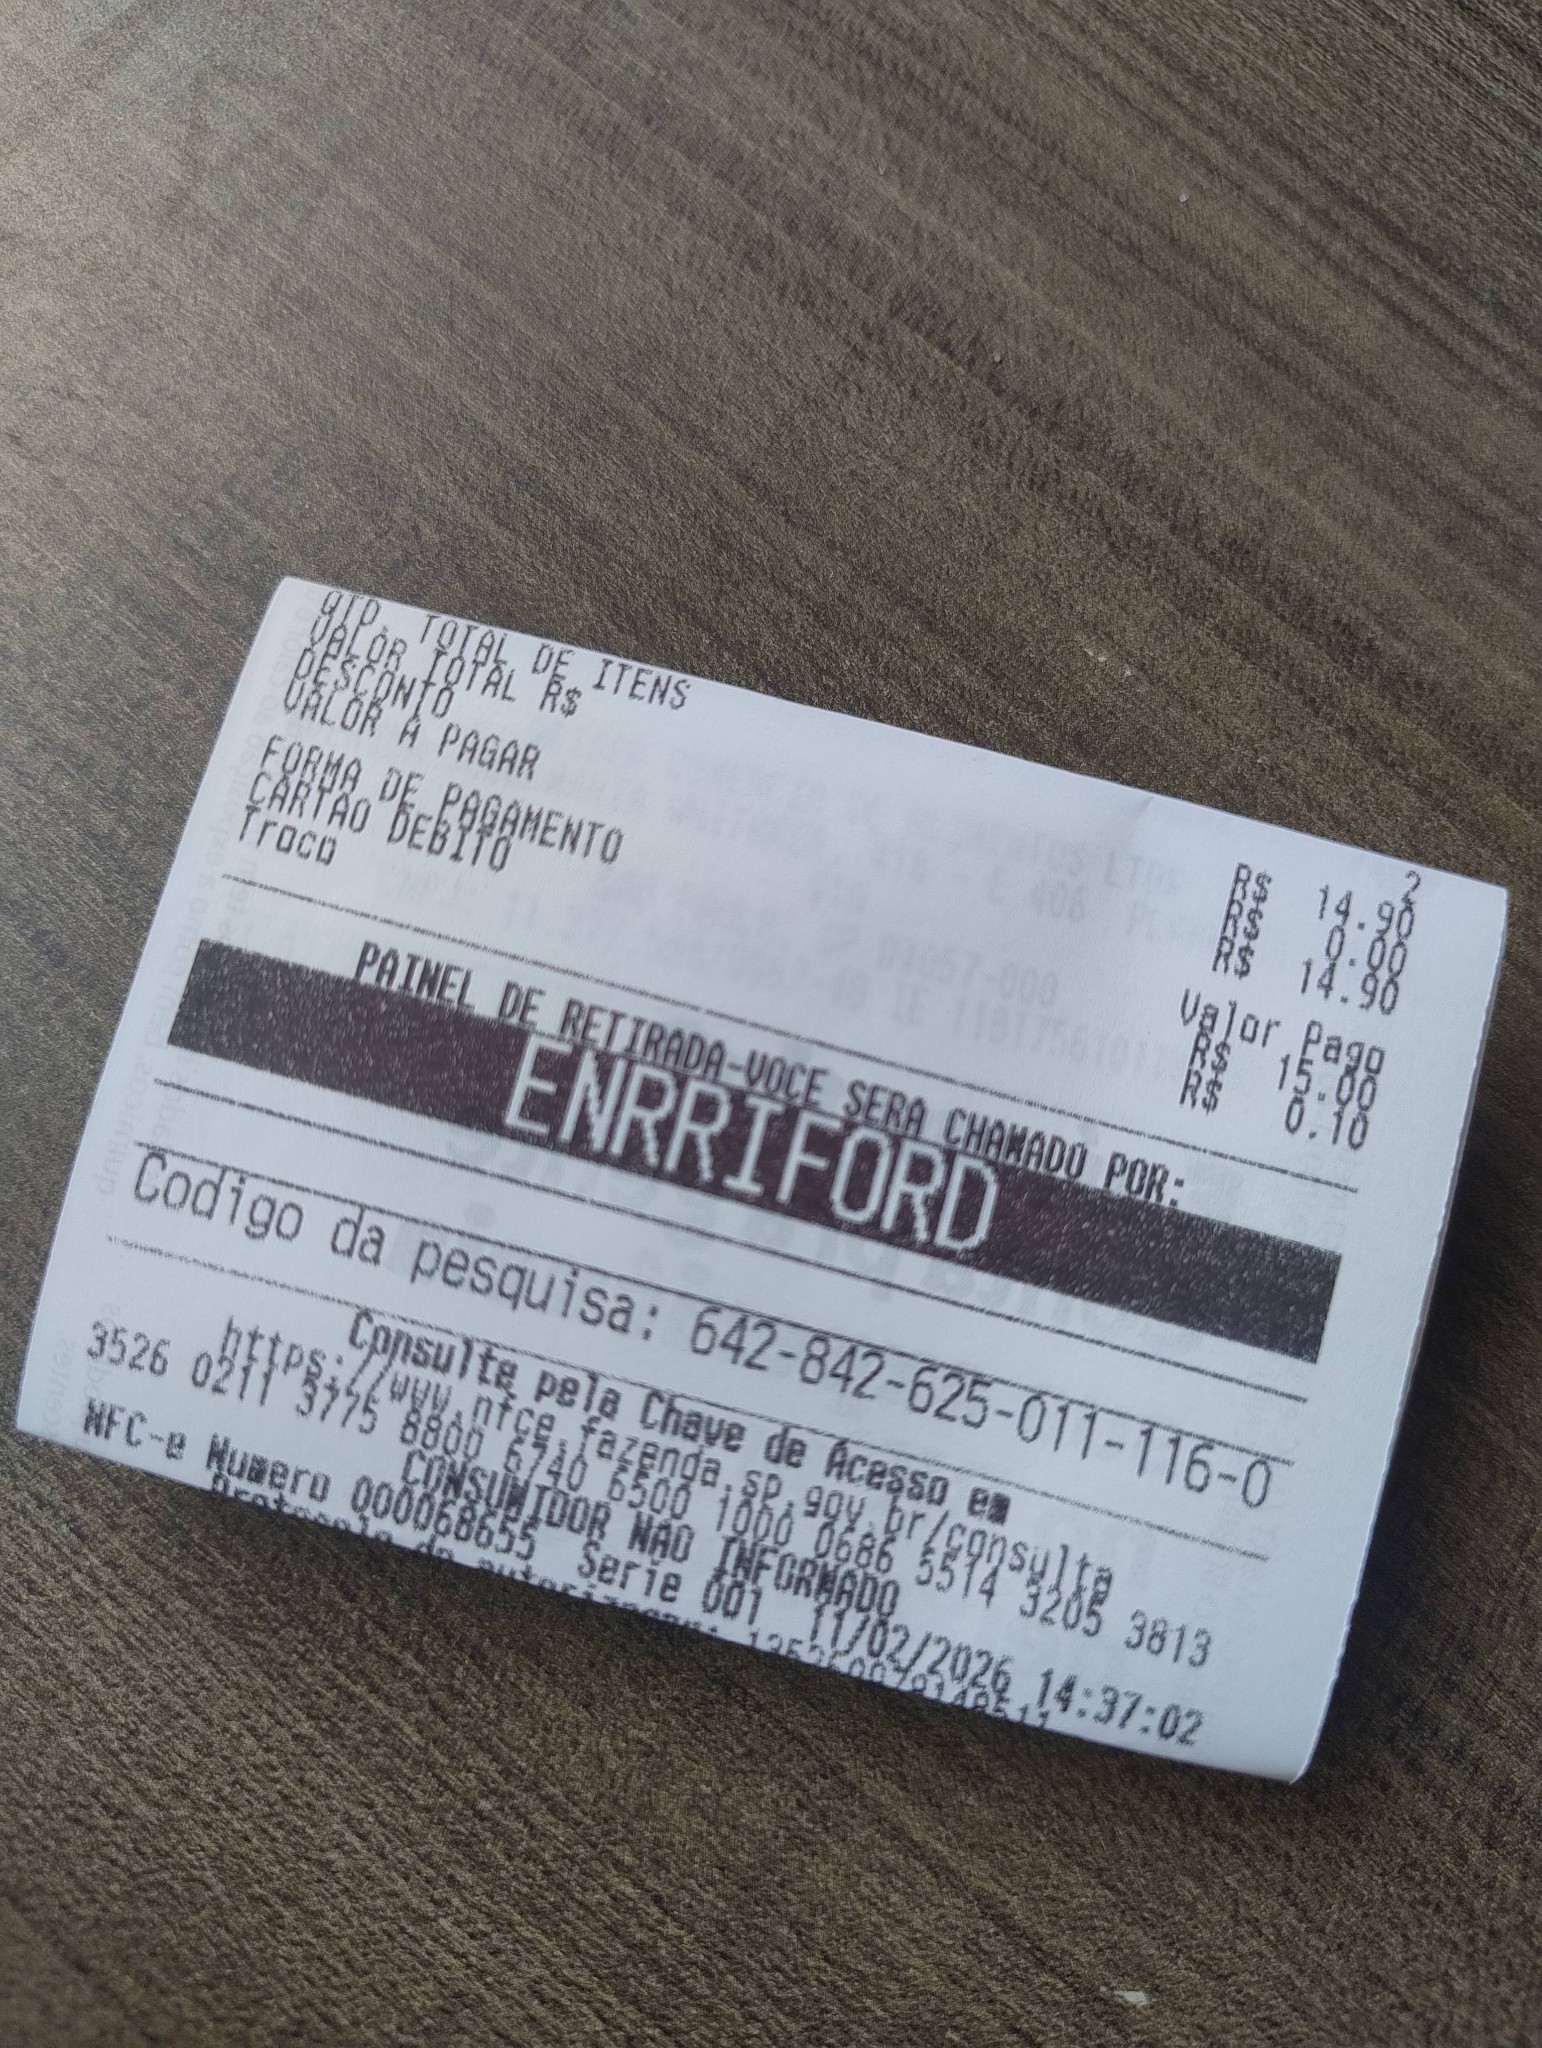 QTD. TOTAL DE ITENS 2
VALOR TOTAL R$ R$ 14.90
DESCONTO R$ 0.00
VALOR A PAGAR R$ 14.90
FORMA DE PAGAMENTO Valor Pago
CARTAO DEBITO R$ 15.00
Troco R$ 0.10
PAINEL DE RETIRADA-VOCE SERA CHAMADO POR:
ENRRIFORD
Codigo da pesquisa: 642-842-625-011-116-0
Consulte pela Chave de Acesso em
https://www.nfce.fazenda.sp.gov.br/consulta
3526 0211 3775 8800 6740 6500 1000 0686 5514 3205 3813
CONSUMIDOR NAO INFORMADO
NFC-e Numero 000068655 Serie 001 11/02/2026 14:37:02
Protocolo de autorizacao: